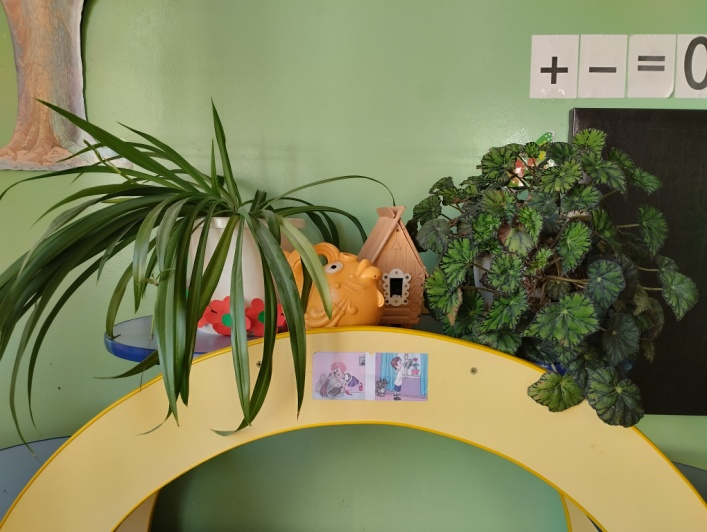 + − = 0